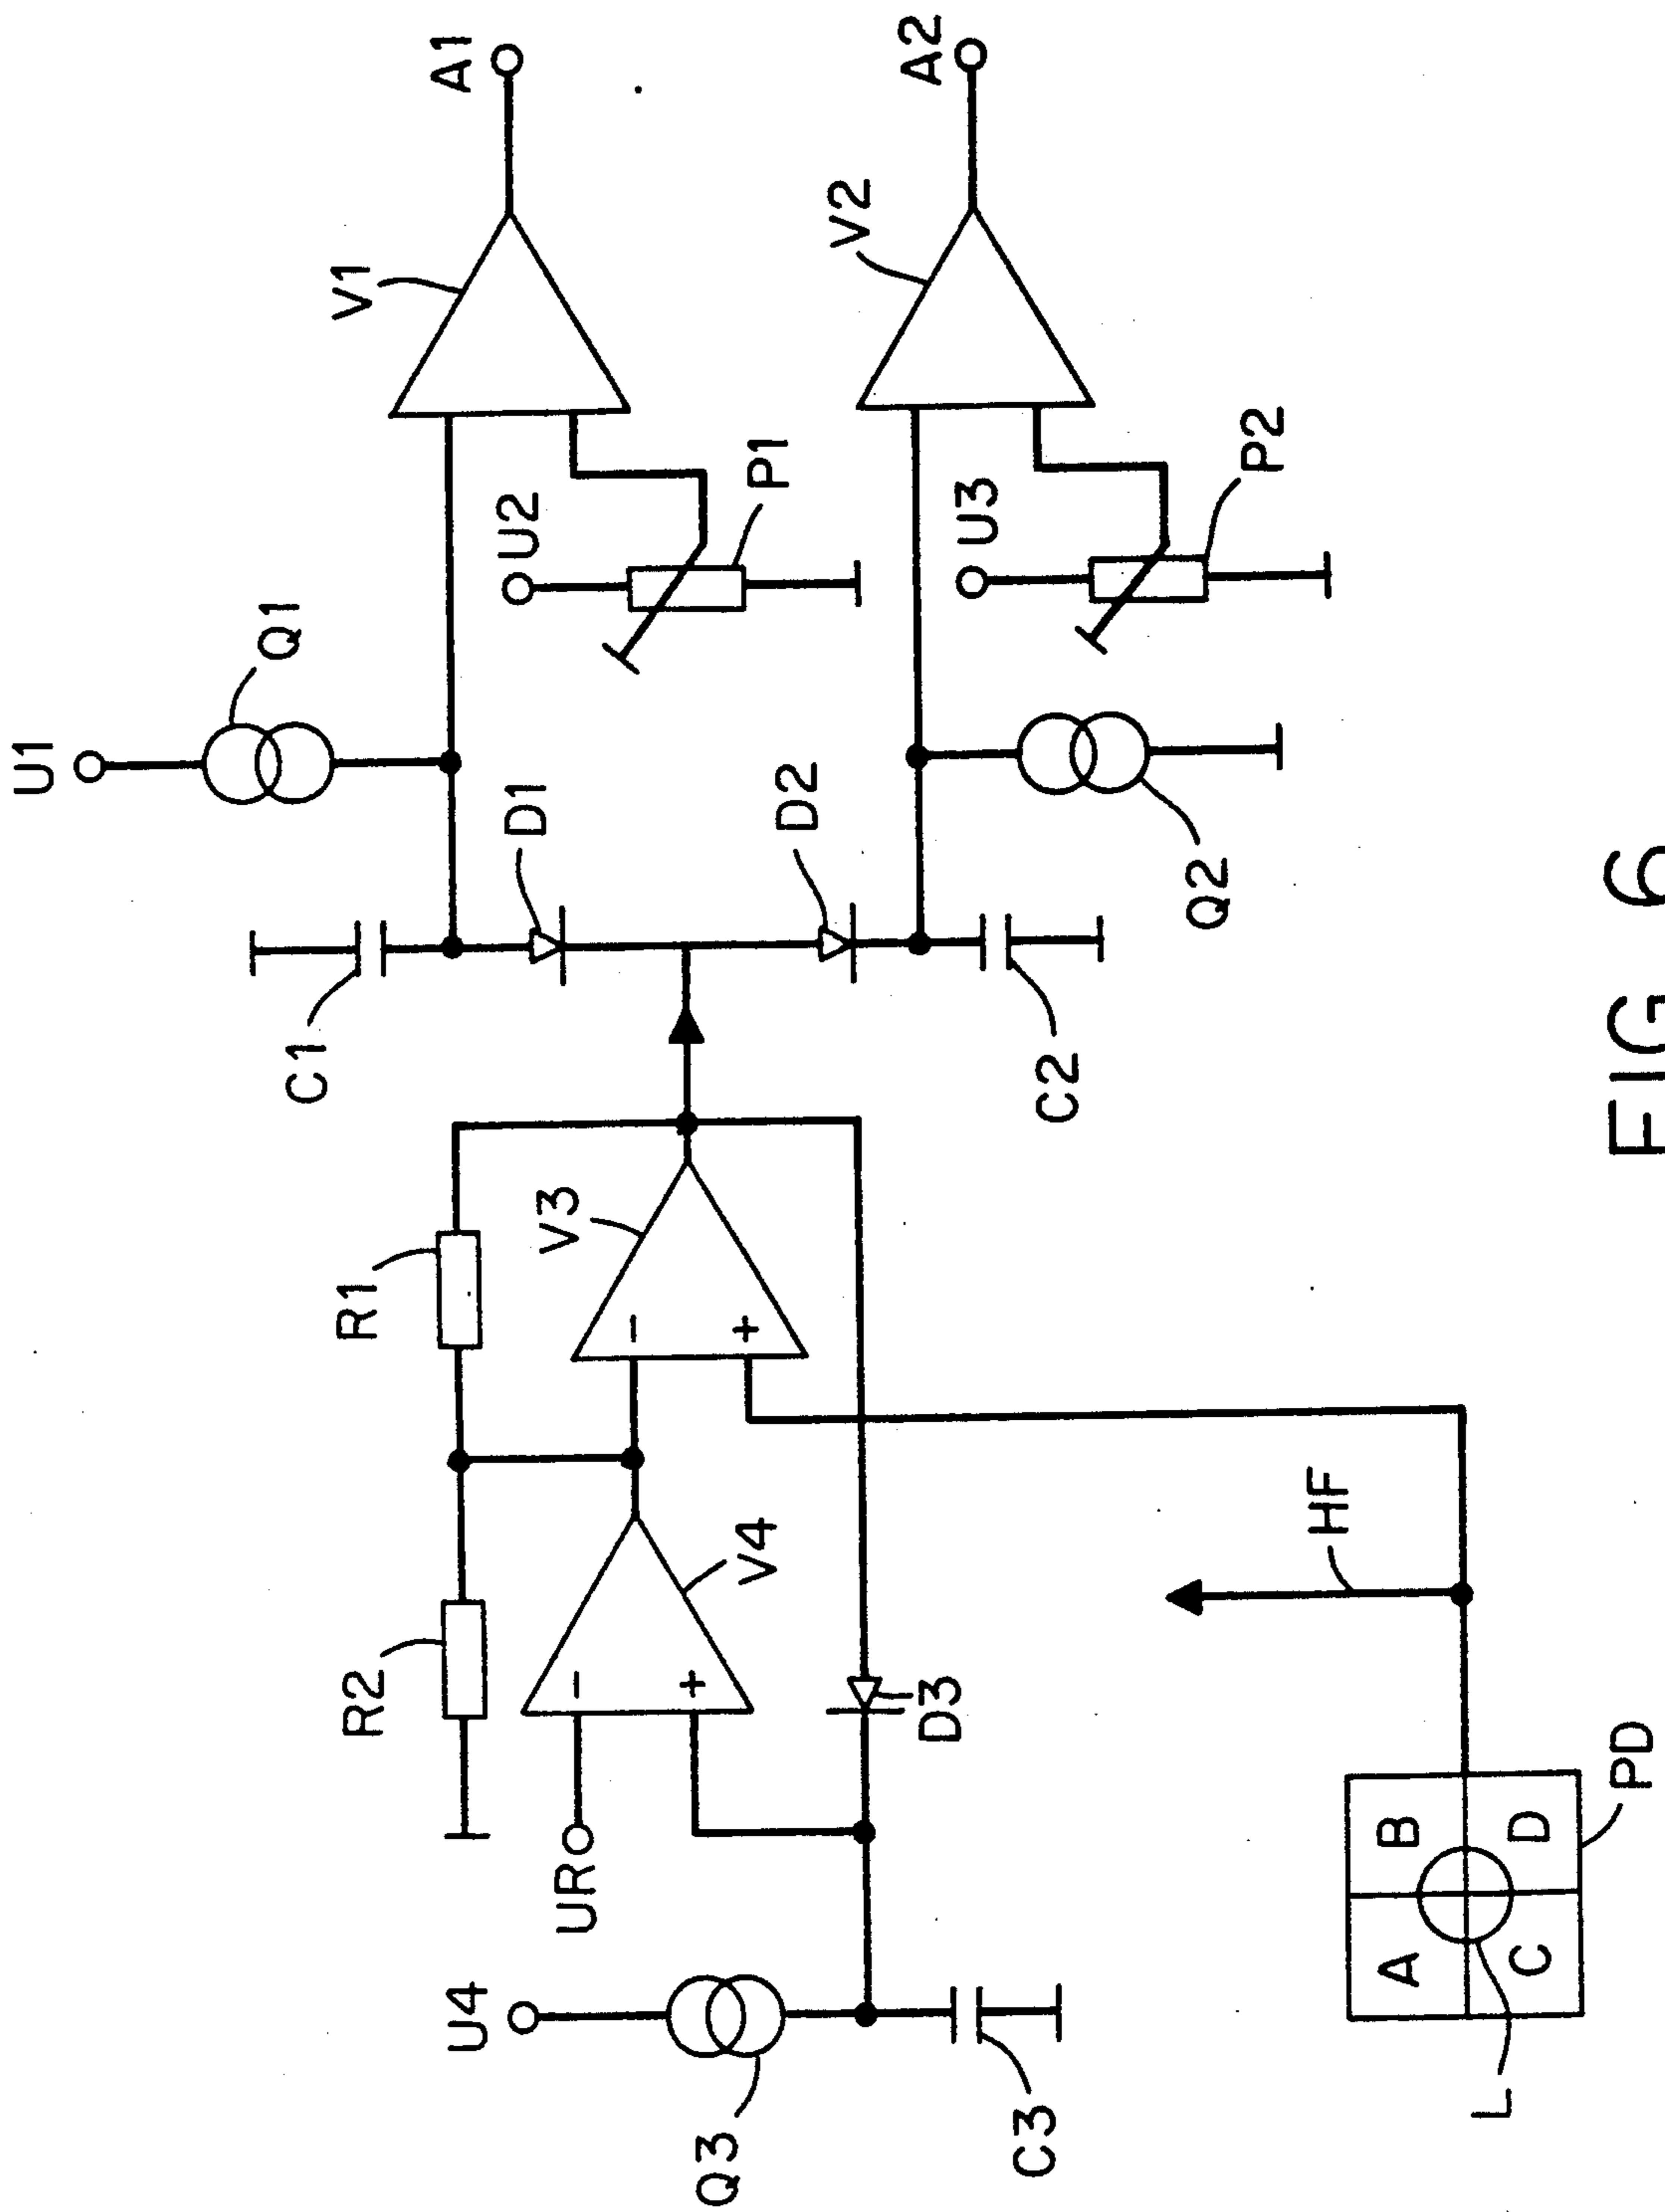 U1
Q1
C1
D1
V1
A1
U2
P1
R1
R2
V3
V4
UR
U4
Q3
D3
C3
D2
C2
Q2
V2
A2
U3
P2
-
+
-
+
HF
A B
C D
L
PD
FIG 6